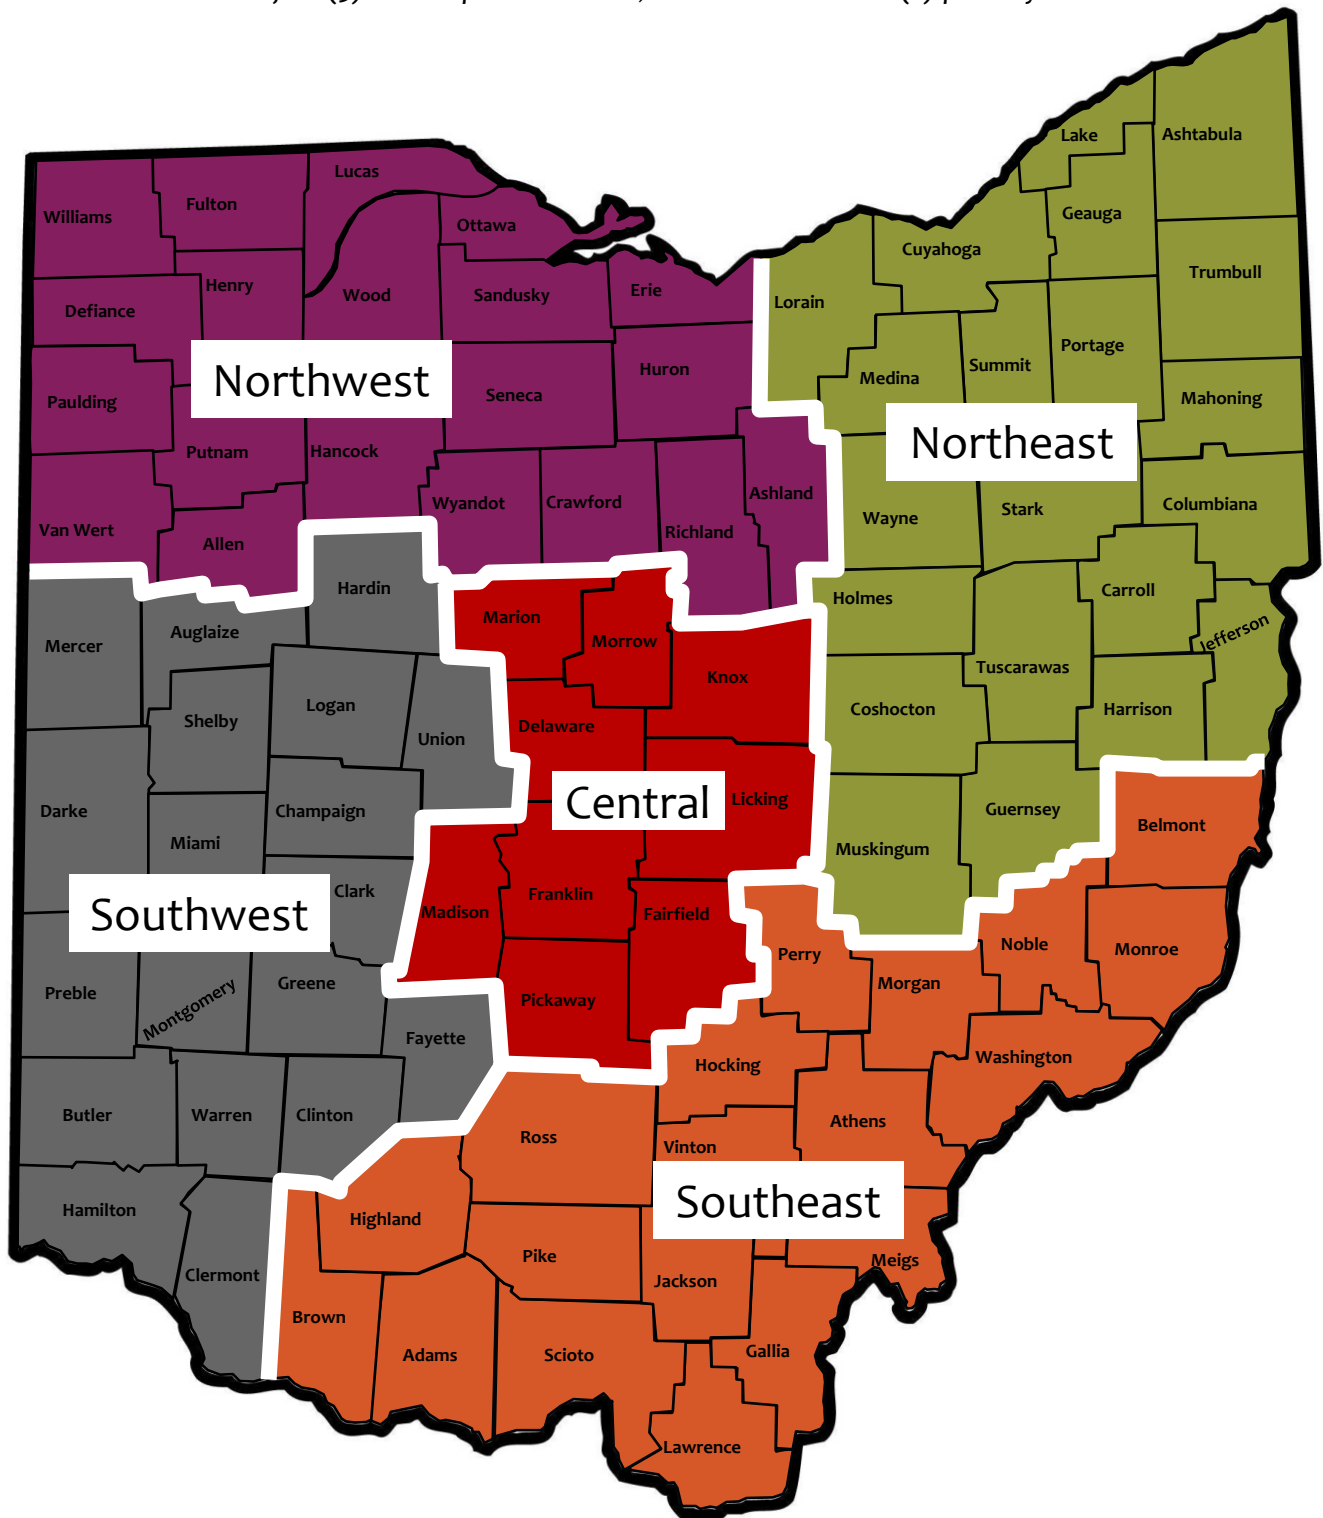 Lake
Ashtabula
Lucas
Fulton
Williams
Geauga
Ottawa
Cuyahoga
Trumbull
Henry
Wood
Sandusky
Erie
Lorain
Defiance
Portage
Summit
Huron
Medina
Northwest
Seneca
Mahoning
Paulding
Northeast
Putnam
Hancock
Ashland
Wyandot
Crawford
Columbiana
Stark
Wayne
Van Wert
Richland
Allen
Hardin
Carroll
Holmes
Marion
Auglaize
Jefferson
Morrow
Mercer
Tuscarawas
Knox
Logan
Coshocton
Harrison
Shelby
Delaware
Union
Licking
Central
Darke
Champaign
Guernsey
Belmont
Miami
Muskingum
Clark
Franklin
Madison
Fairfield
Southwest
Noble
Monroe
Perry
Greene
Morgan
Preble
Pickaway
Montgomery
Fayette
Washington
Hocking
Butler
Warren
Clinton
Athens
Ross
Vinton
Southeast
Hamilton
Highland
Pike
Meigs
Clermont
Jackson
Brown
Gallia
Adams
Scioto
Lawrence